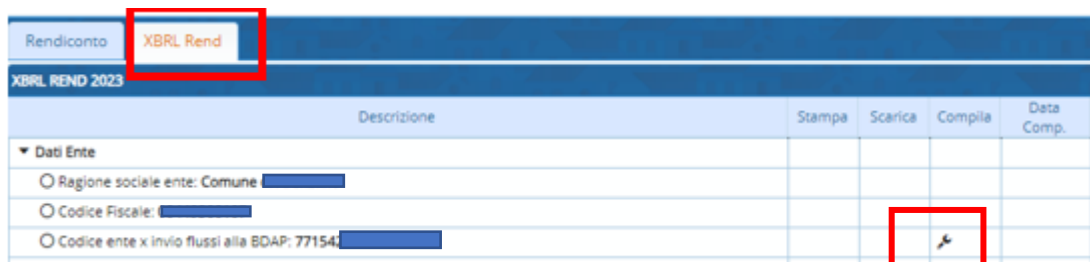 Rendiconto XBRL Rend
XBRL REND 2023
Descrizione Stampa Scarica Compila Data Comp.
Dati Ente
Ragione sociale ente: Comune
Codice Fiscale:
Codice ente x invio flussi alla BDAP: 77154